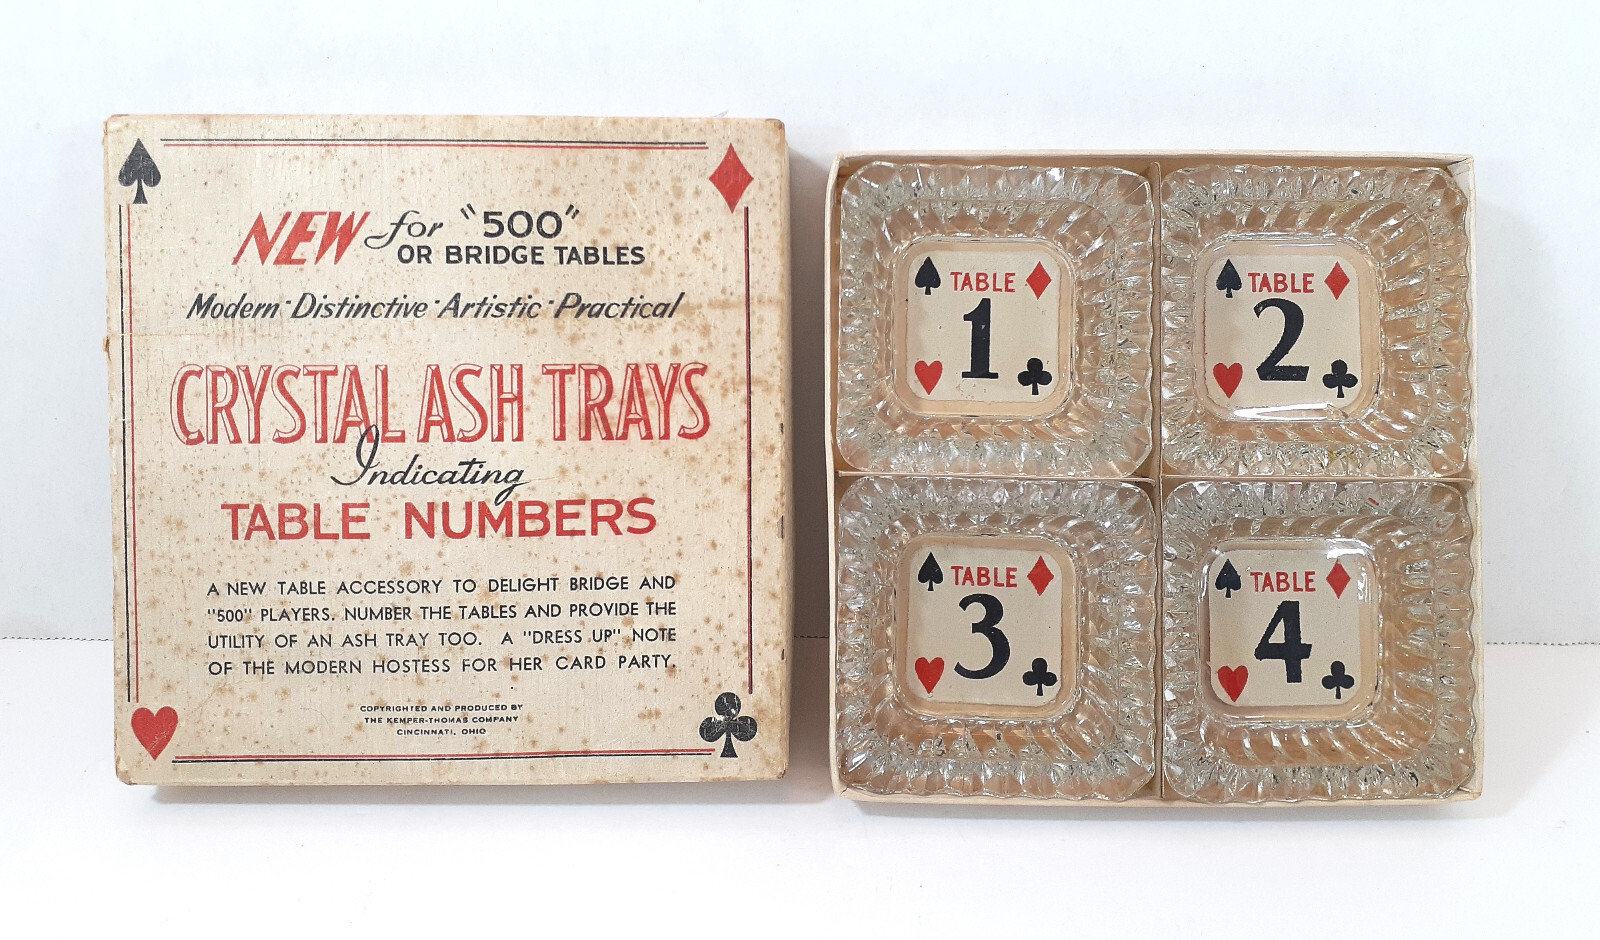 NEW for "500"
OR BRIDGE TABLES
Modern · Distinctive · Artistic · Practical
CRYSTAL ASH TRAYS
Indicating
TABLE NUMBERS
A NEW TABLE ACCESSORY TO DELIGHT BRIDGE AND
"500" PLAYERS. NUMBER THE TABLES AND PROVIDE THE
UTILITY OF AN ASH TRAY TOO. A "DRESS UP" NOTE
OF THE MODERN HOSTESS FOR HER CARD PARTY.
COPYRIGHTED AND PRODUCED BY
THE KEMPER-THOMAS COMPANY
CINCINNATI, OHIO
TABLE
1
TABLE
2
TABLE
3
TABLE
4